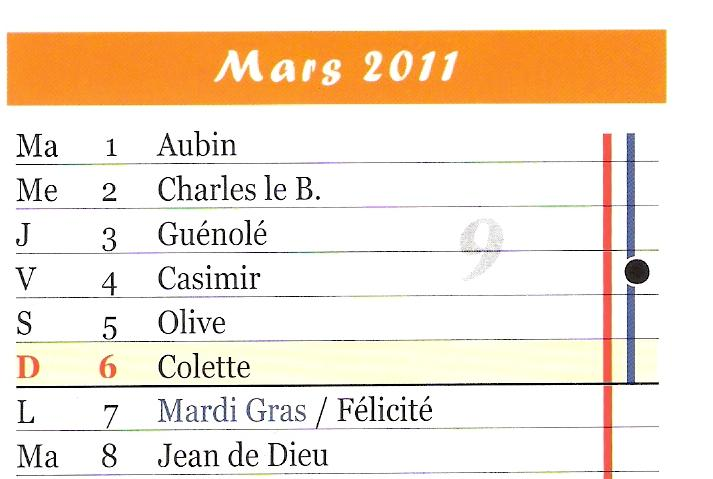 Mars 2011
Ma 1 Aubin
Me 2 Charles le B.
J 3 Guénolé
9
V 4 Casimir
S 5 Olive
D 6 Colette
L 7 Mardi Gras / Félicité
Ma 8 Jean de Dieu